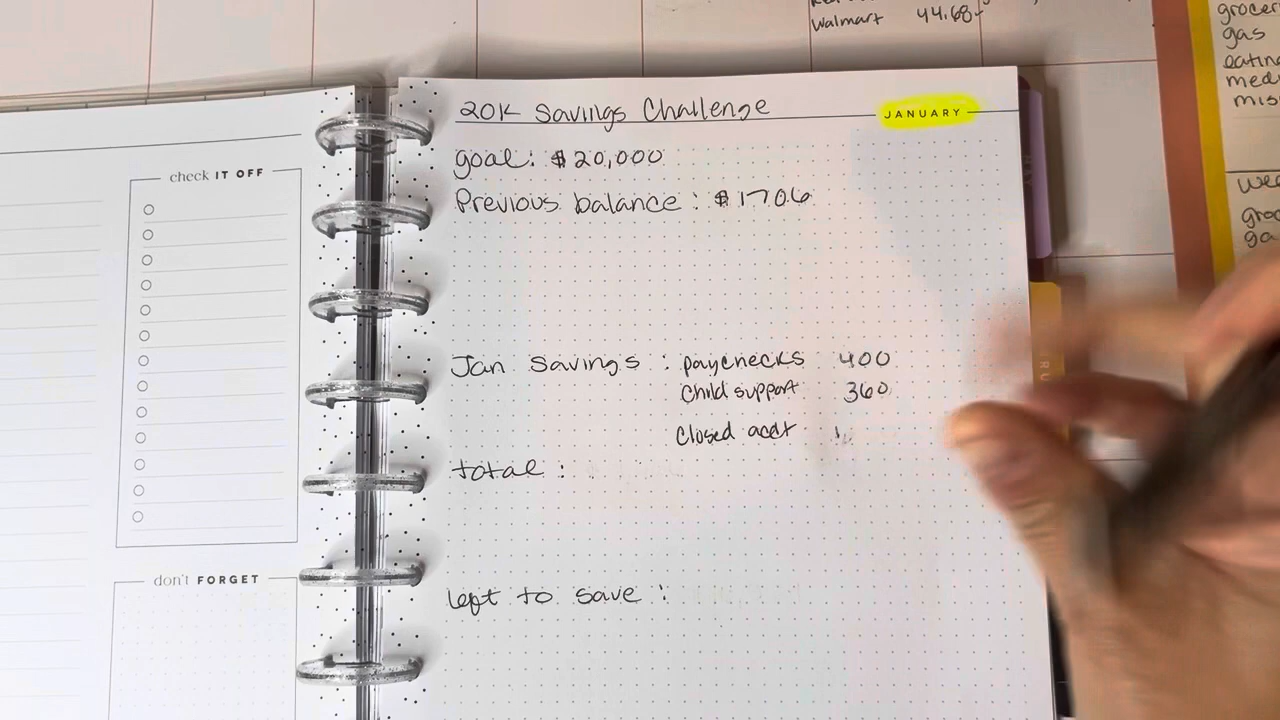 Walmart 44.68
gas
check IT OFF
don't FORGET
20K Savings Challenge
JANUARY
goal: $20,000
Previous balance: $1706
Jan Savings: paychecks 400
Child support 360
Closed acct
total:
left to save: